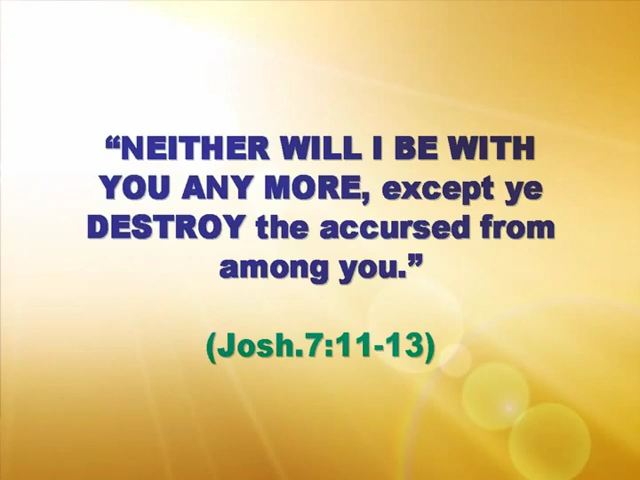 “NEITHER WILL I BE WITH
YOU ANY MORE, except ye
DESTROY the accursed from
among you.”
(Josh.7:11-13)